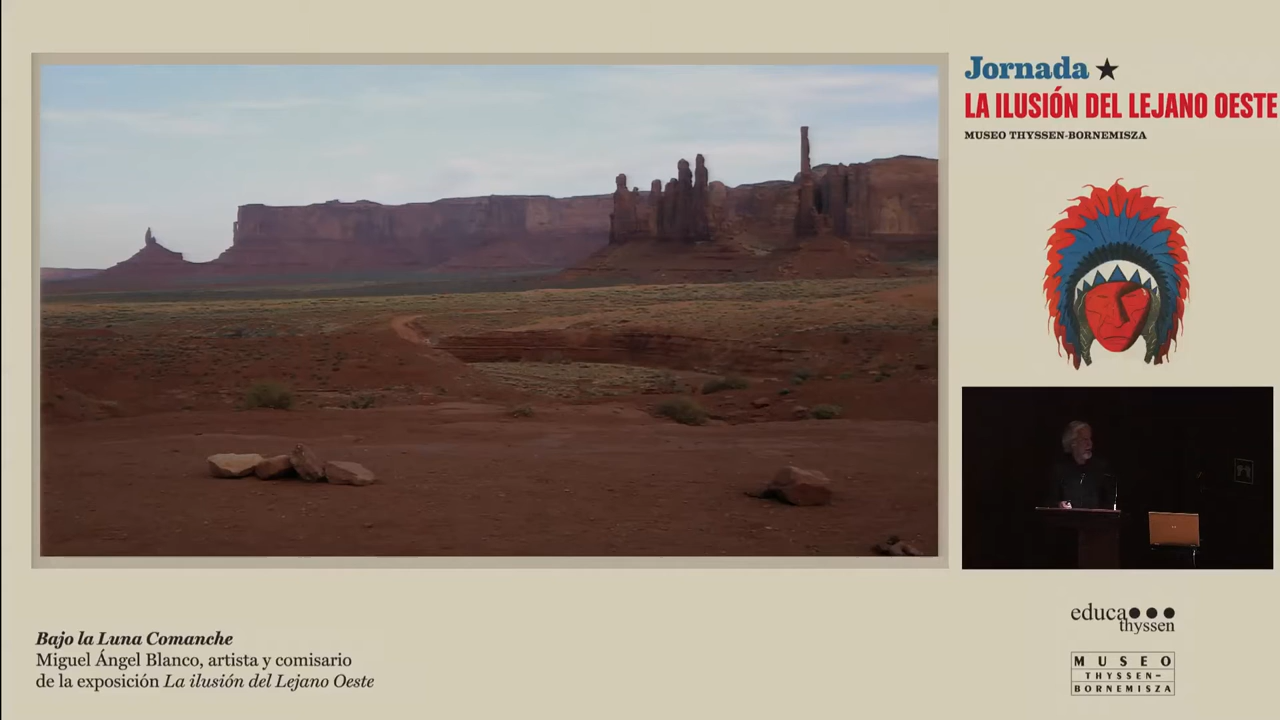 Jornada ★
LA ILUSIÓN DEL LEJANO OESTE
MUSEO THYSSEN-BORNEMISZA
Bajo la Luna Comanche
Miguel Ángel Blanco, artista y comisario
de la exposición La ilusión del Lejano Oeste
educa●●●
thyssen
MUSEO
THYSSEN-
BORNEMISZA